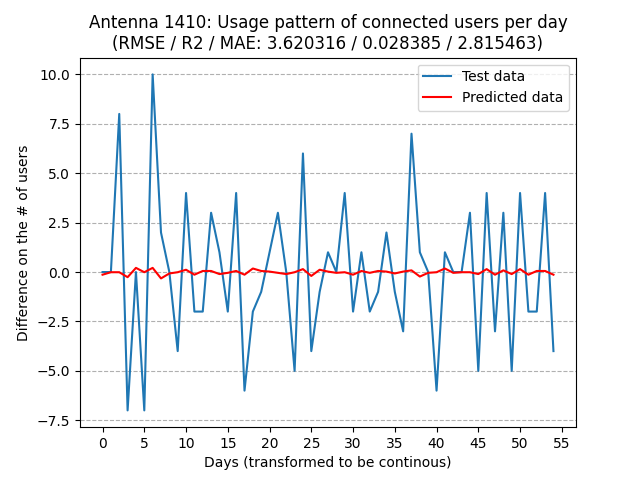 Antenna 1410: Usage pattern of connected users per day
(RMSE / R2 / MAE: 3.620316 / 0.028385 / 2.815463)
Test data
Predicted data
Difference on the # of users
10.0
7.5
5.0
2.5
0.0
−2.5
−5.0
−7.5
0 5 10 15 20 25 30 35 40 45 50 55
Days (transformed to be continous)